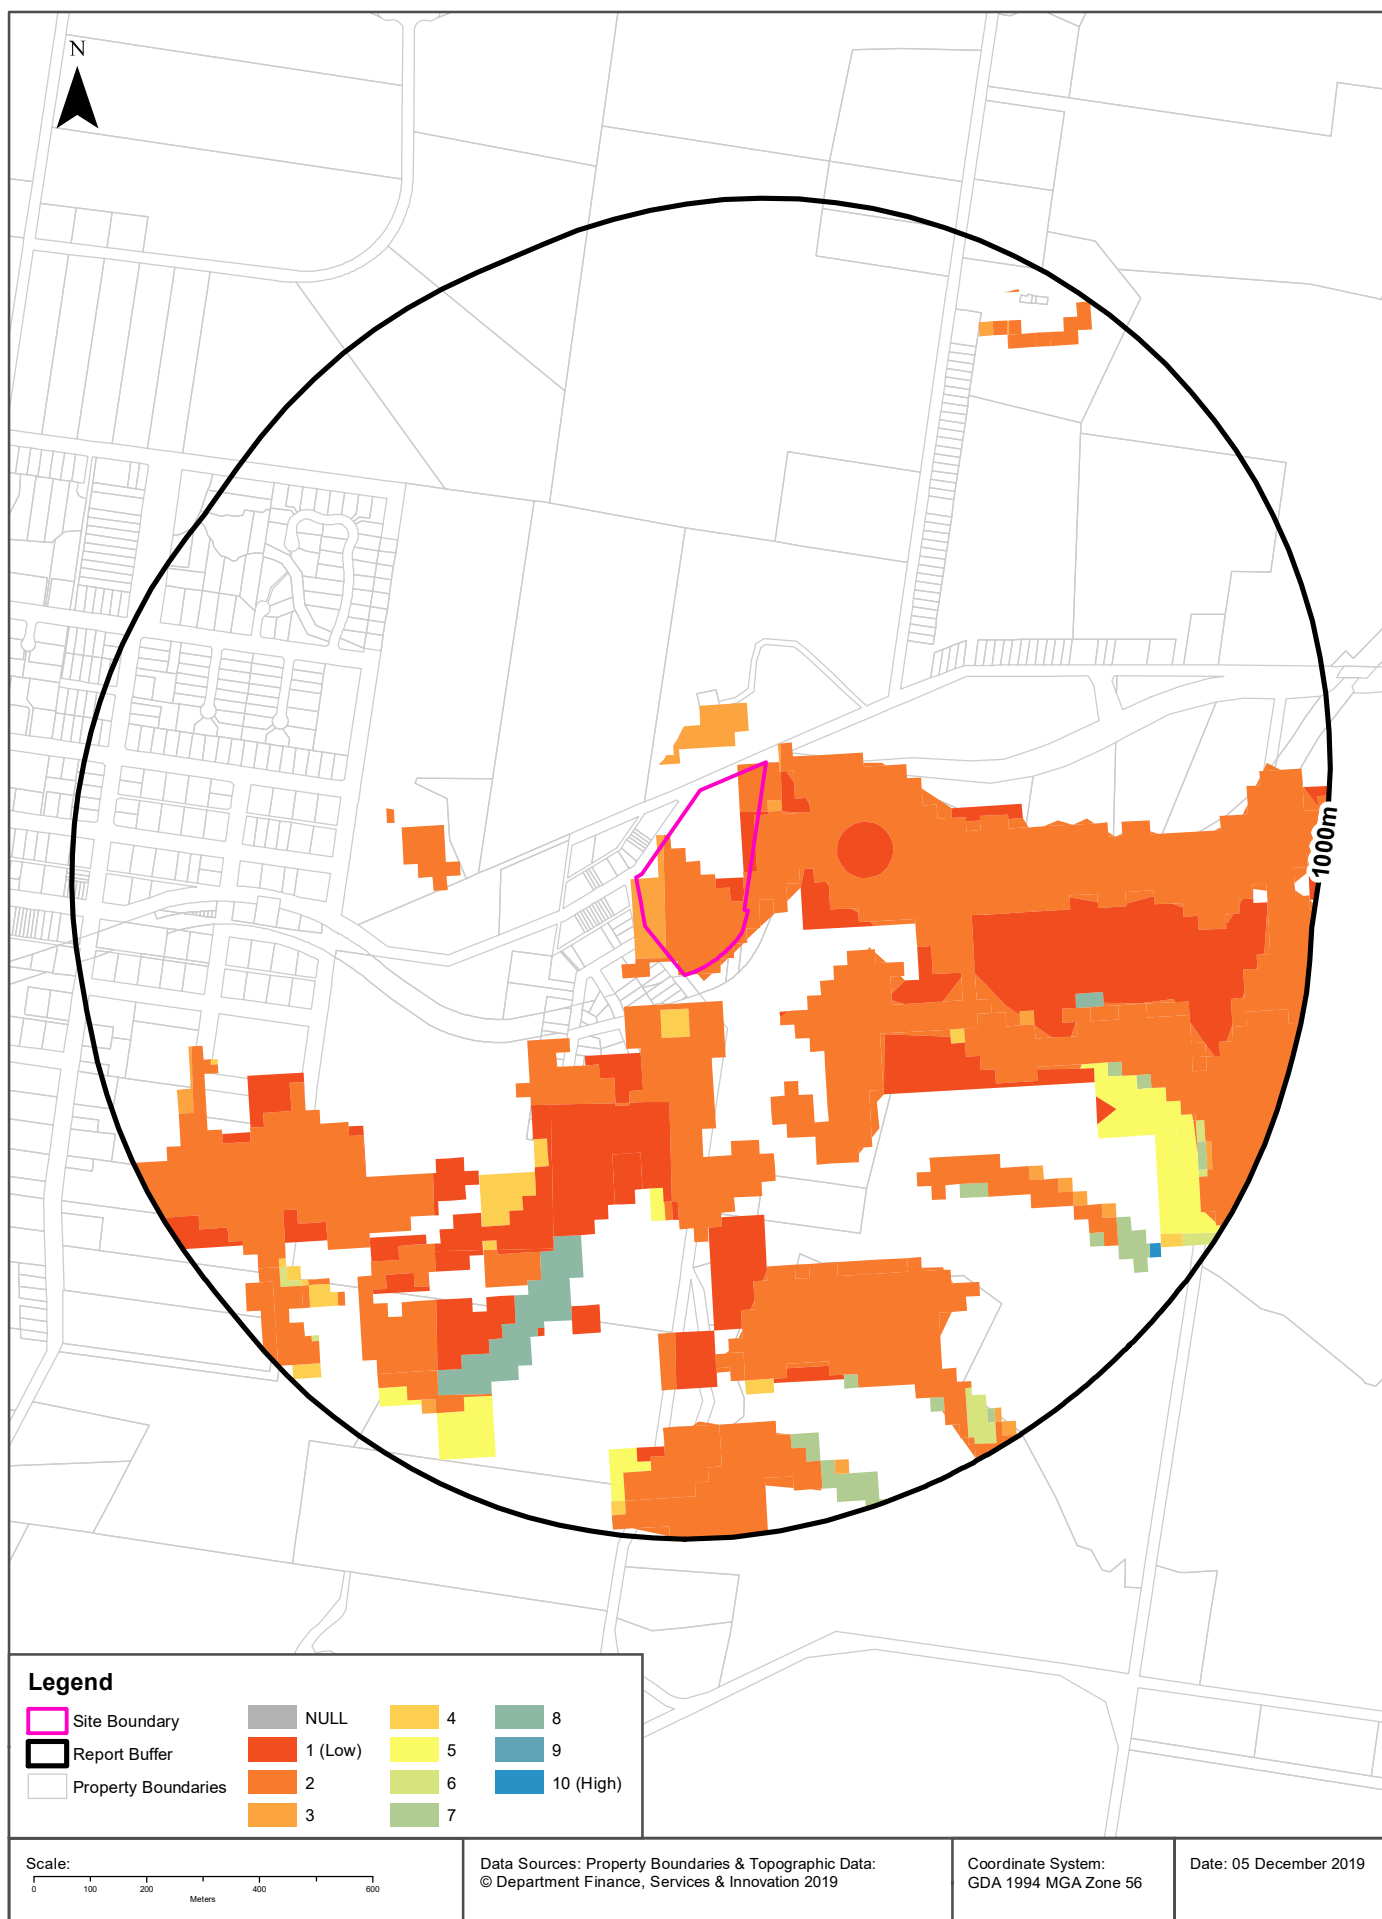 N
1000m
Legend
Site Boundary
Report Buffer
Property Boundaries
NULL
1 (Low)
2
3
4
5
6
7
8
9
10 (High)
Scale:
0 100 200 400 600
Meters
Data Sources: Property Boundaries & Topographic Data:
© Department Finance, Services & Innovation 2019
Coordinate System:
GDA 1994 MGA Zone 56
Date: 05 December 2019